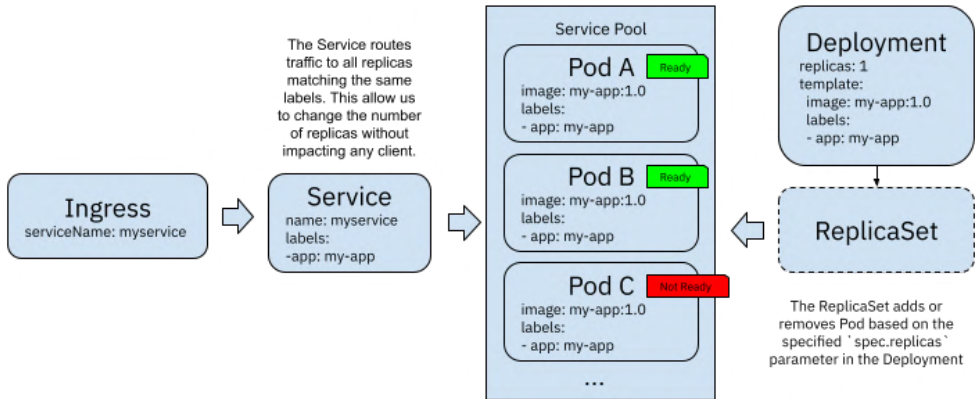 The Service routes
traffic to all replicas
matching the same
labels. This allow us
to change the number
of replicas without
impacting any client.
Ingress
serviceName: myservice
Service
name: myservice
labels:
-app: my-app
Service Pool
Pod A
Ready
image: my-app:1.0
labels:
- app: my-app
Pod B
Ready
image: my-app:1.0
labels:
- app: my-app
Pod C
Not Ready
image: my-app:1.0
labels:
- app: my-app
...
Deployment
replicas: 1
template:
image: my-app:1.0
labels:
- app: my-app
ReplicaSet
The ReplicaSet adds or
removes Pod based on the
specified `spec.replicas`
parameter in the Deployment